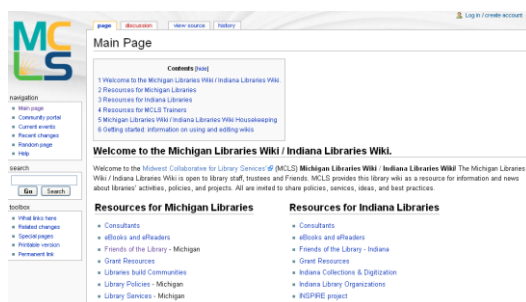 Log in / create account
page discussion view source history
MCLS
Main Page
Contents [hide]
1 Welcome to the Michigan Libraries Wiki / Indiana Libraries Wiki.
2 Resources for Michigan Libraries
3 Resources for Indiana Libraries
4 Resources for MCLS Trainers
5 Michigan Libraries Wiki / Indiana Libraries Wiki Housekeeping
6 Getting started: information on using and editing wikis
navigation
Main page
Community portal
Current events
Recent changes
Random page
Help
search
Go Search
toolbox
What links here
Related changes
Special pages
Printable version
Permanent link
Welcome to the Michigan Libraries Wiki / Indiana Libraries Wiki.
Welcome to the Midwest Collaborative for Library Services' (MCLS) Michigan Libraries Wiki / Indiana Libraries Wiki! The Michigan Libraries
Wiki / Indiana Libraries Wiki is open to library staff, trustees and Friends. MCLS provides this library wiki as a resource for information and news
about libraries' activities, policies, and projects. All are invited to share policies, services, ideas, and best practices.
Resources for Michigan Libraries
Consultants
eBooks and eReaders
Friends of the Library - Michigan
Grant Resources
Libraries build Communities
Library Policies - Michigan
Library Services - Michigan
Resources for Indiana Libraries
Consultants
eBooks and eReaders
Friends of the Library - Indiana
Grant Resources
Indiana Collections & Digitization
Indiana Library Organizations
INSPIRE project